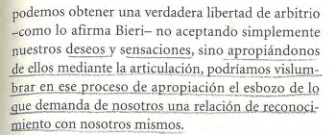 podemos obtener una verdadera libertad de arbitrio
–como lo afirma Bieri– no aceptando simplemente
nuestros deseos y sensaciones, sino apropiándonos
de ellos mediante la articulación, podríamos vislum-
brar en ese proceso de apropiación el esbozo de lo
que demanda de nosotros una relación de reconoci-
miento con nosotros mismos.